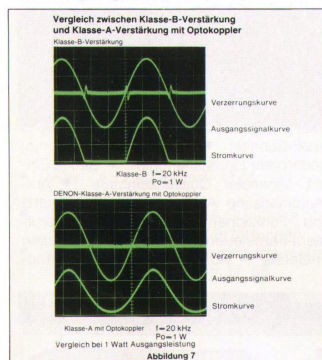 Vergleich zwischen Klasse-B-Verstärkung
und Klasse-A-Verstärkung mit Optokoppler
Klasse-B-Verstärkung
Verzerrungskurve
Ausgangssignalkurve
Stromkurve
Klasse-B f=20 kHz
Po=1 W
DENON-Klasse-A-Verstärkung mit Optokoppler
Verzerrungskurve
Ausgangssignalkurve
Stromkurve
Klasse-A mit Optokoppler f=20 kHz
Po=1 W
Vergleich bei 1 Watt Ausgangsleistung
Abbildung 7